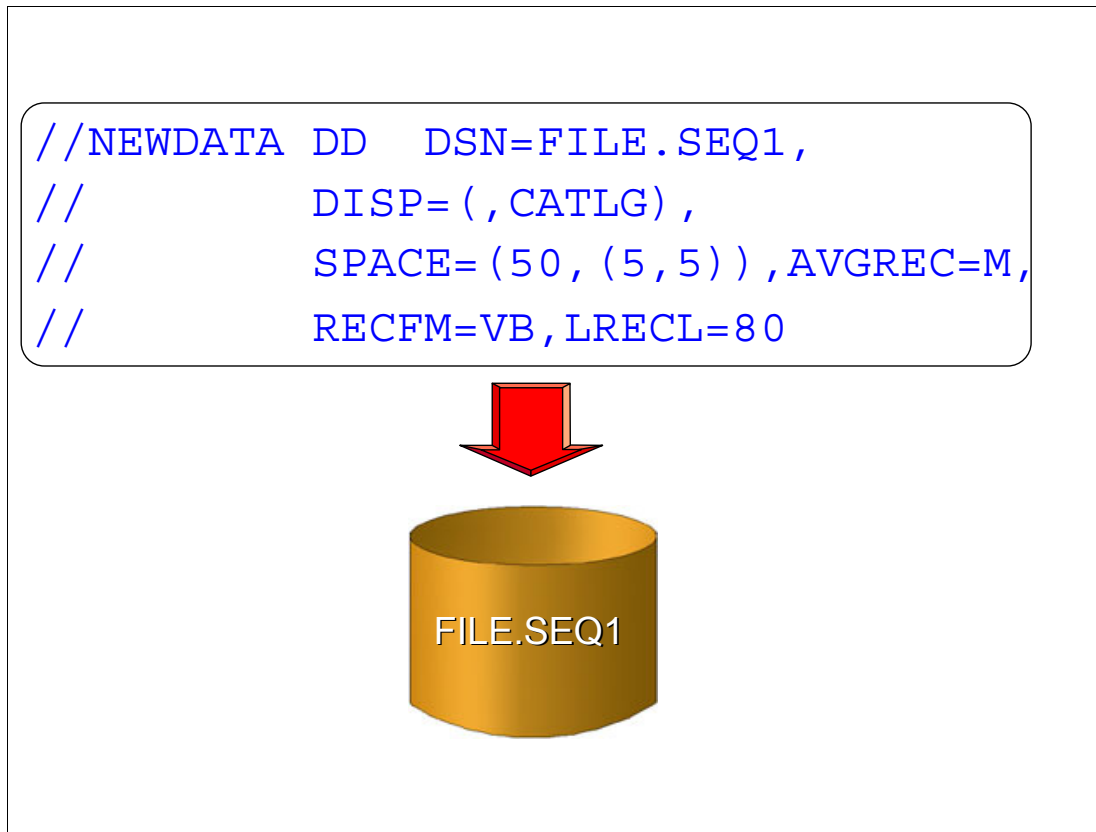 //NEWDATA DD  DSN=FILE.SEQ1,
//        DISP=(,CATLG),
//        SPACE=(50,(5,5)),AVGREC=M,
//        RECFM=VB,LRECL=80
FILE.SEQ1